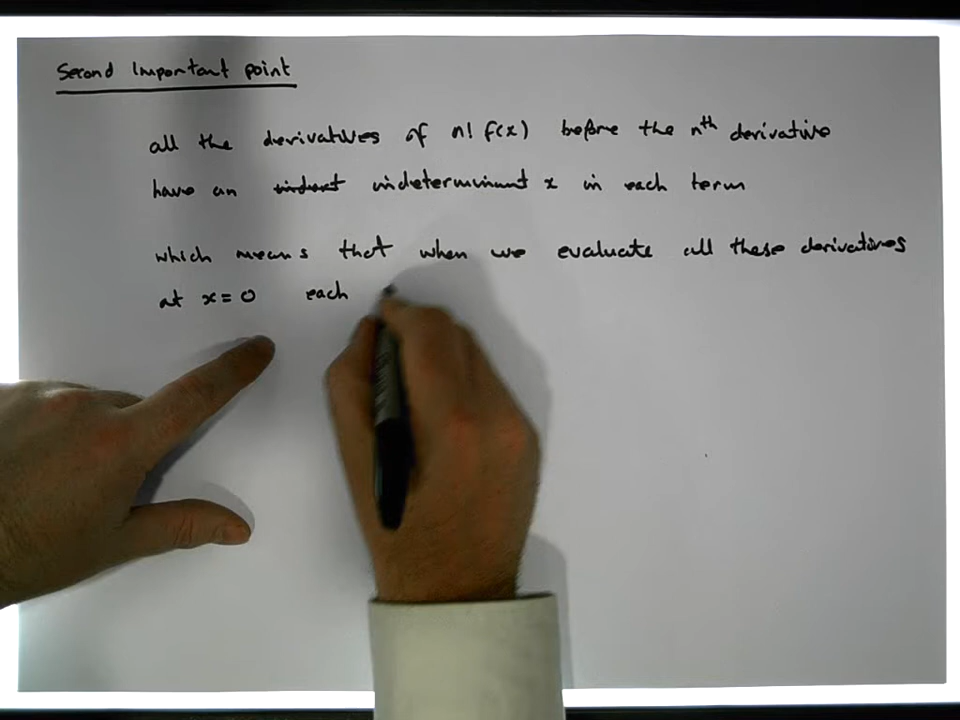 Second Important point
all the derivatives of n! f(x) before the nth derivative
have an indeterminant x in each term
which means that when we evaluate all these derivatives
at x = 0 each